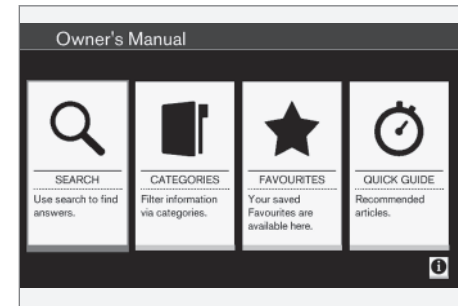 Owner's Manual
SEARCH
Use search to find
answers.
CATEGORIES
Filter information
via categories.
FAVOURITES
Your saved
Favourites are
available here.
QUICK GUIDE
Recommended
articles.